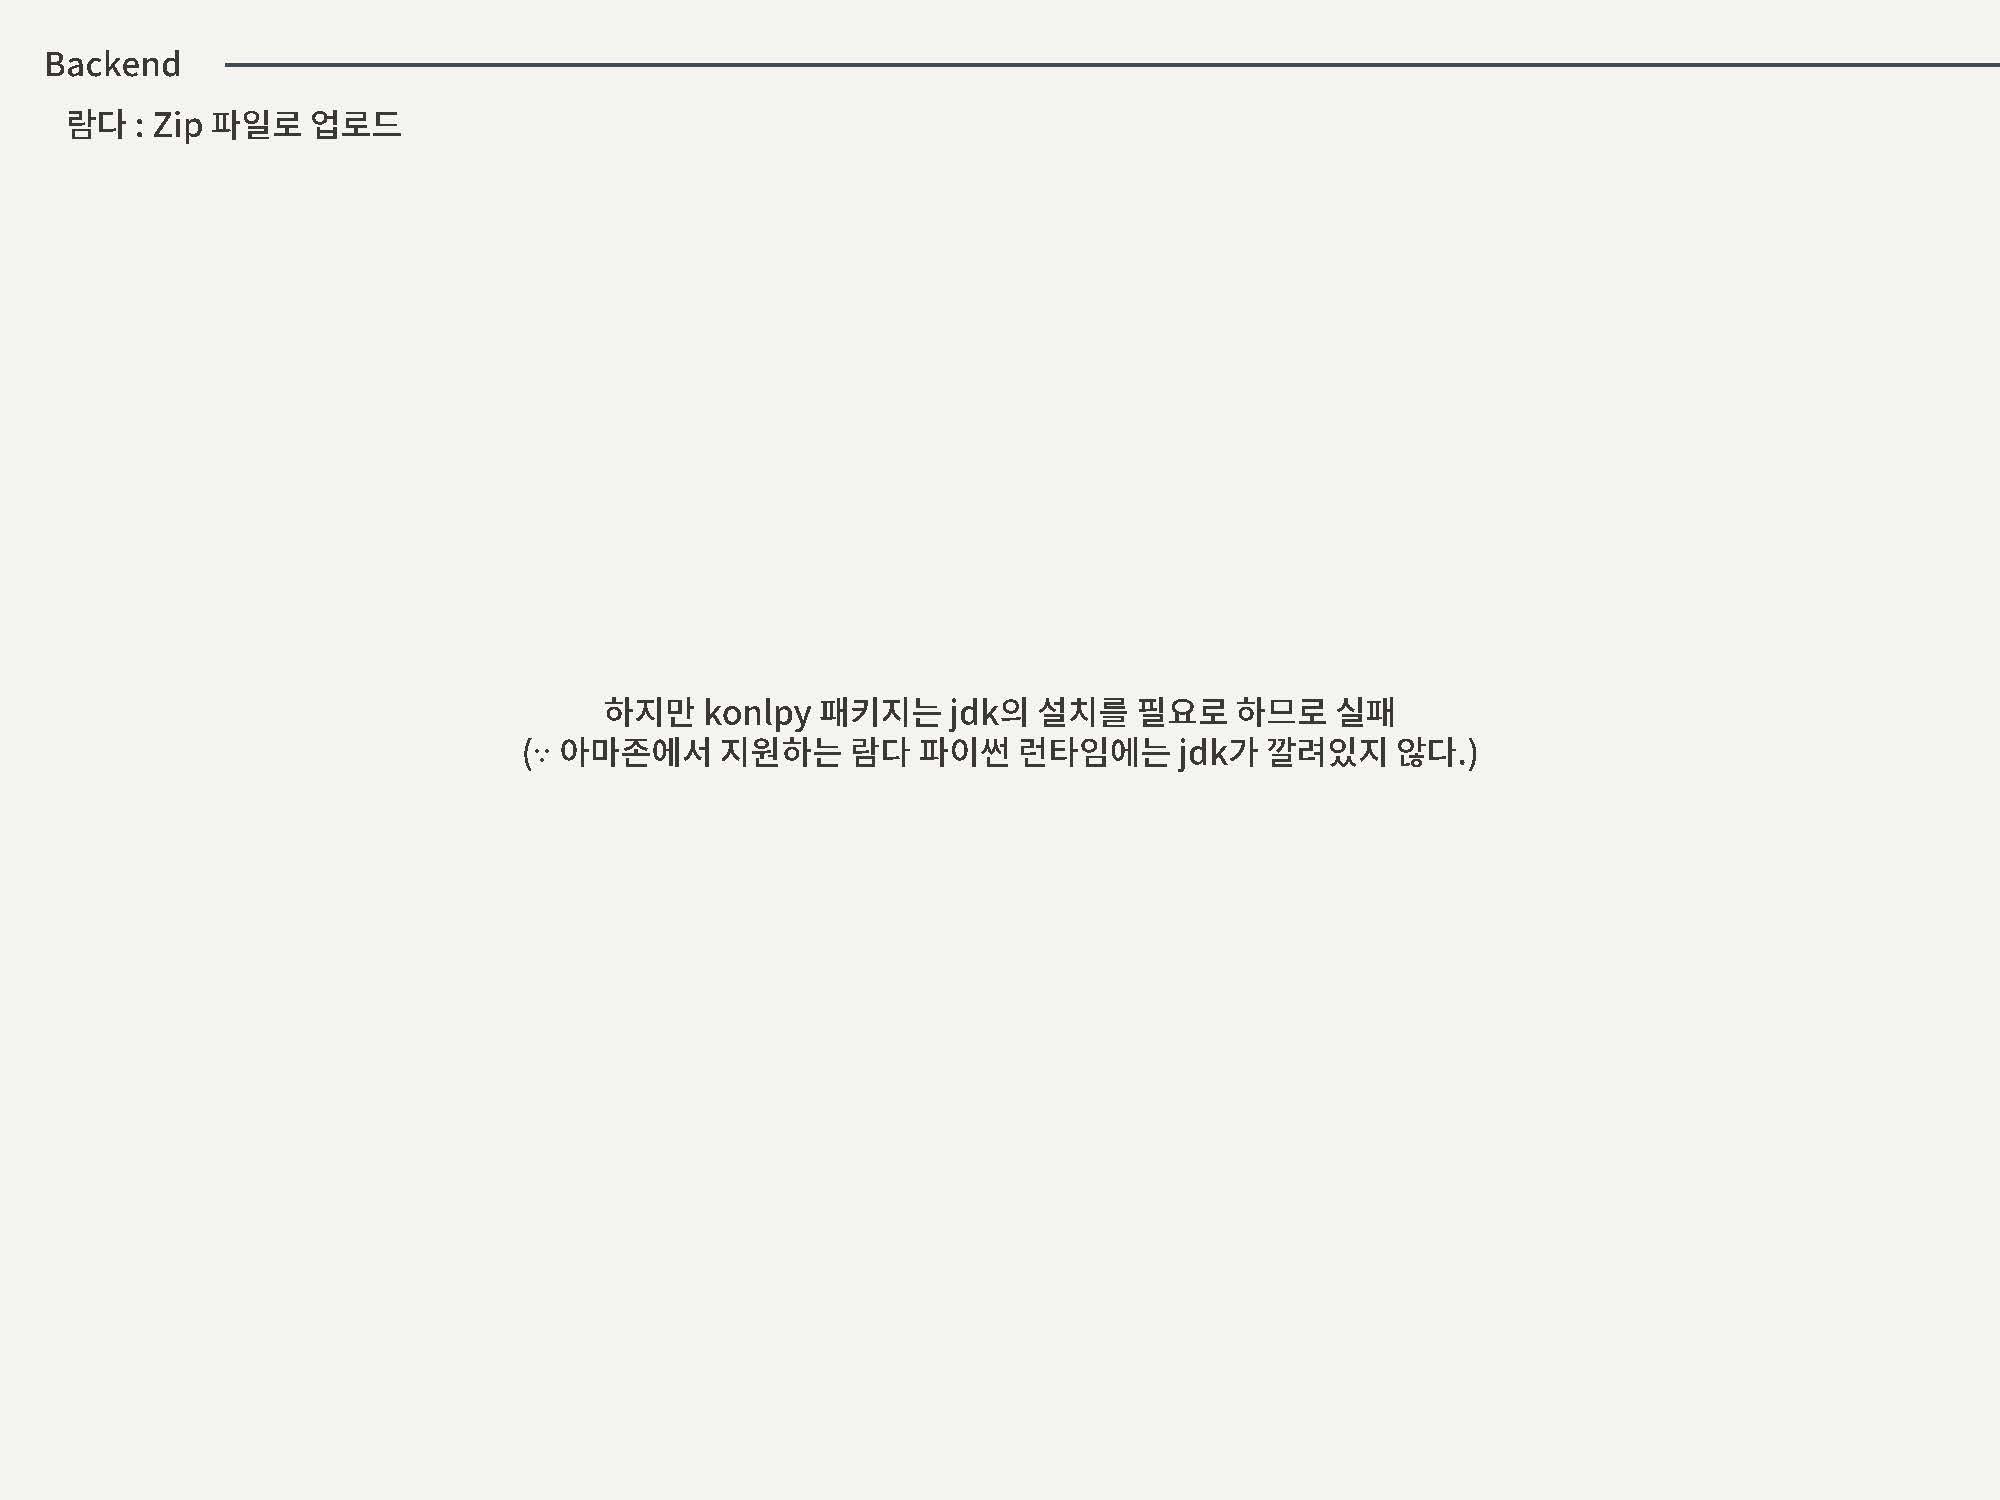 Backend
람다 : Zip 파일로 업로드
하지만 konlpy 패키지는 jdk의 설치를 필요로 하므로 실패
(∵ 아마존에서 지원하는 람다 파이썬 런타임에는 jdk가 깔려있지 않다.)